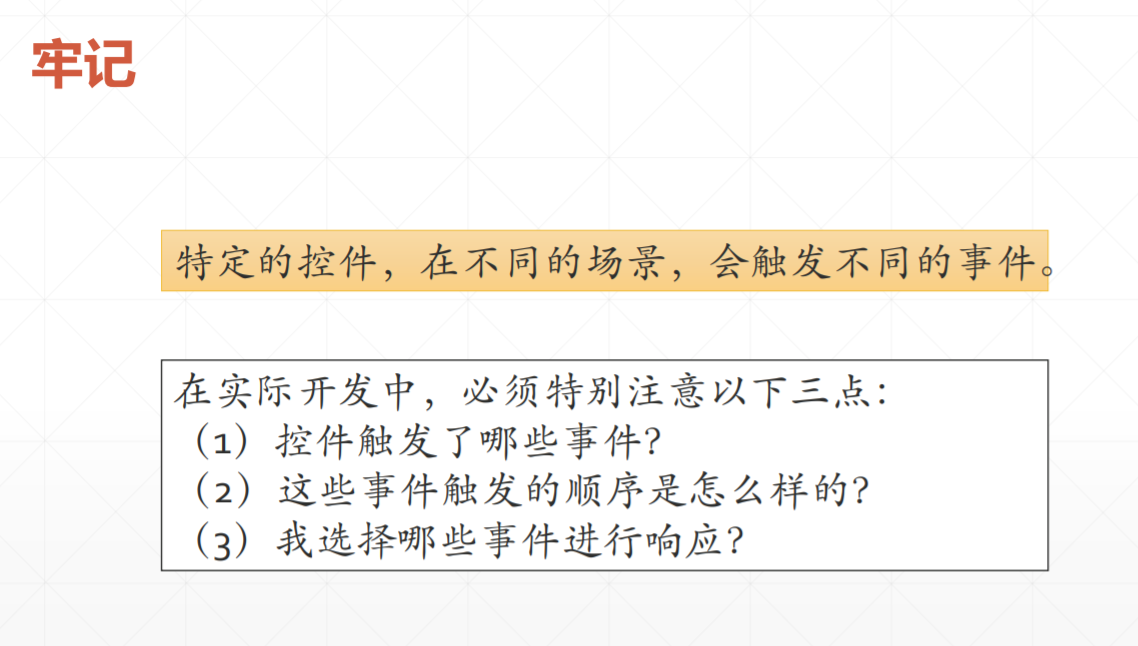 牢记
特定的控件，在不同的场景，会触发不同的事件。
在实际开发中，必须特别注意以下三点：
（1）控件触发了哪些事件？
（2）这些事件触发的顺序是怎么样的？
（3）我选择哪些事件进行响应？